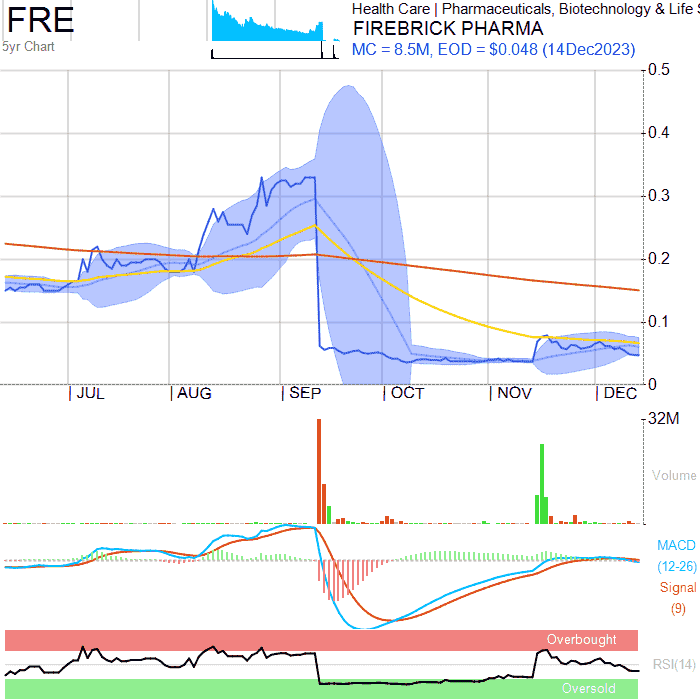 FRE
Health Care | Pharmaceuticals, Biotechnology & Life S
FIREBRICK PHARMA
5yr Chart
MC = 8.5M, EOD = $0.048 (14Dec2023)
0.5
0.4
0.3
0.2
0.1
0
JUL AUG SEP OCT NOV DEC
32M
Volume
MACD
(12-26)
Signal
(9)
Overbought
RSI(14)
Oversold